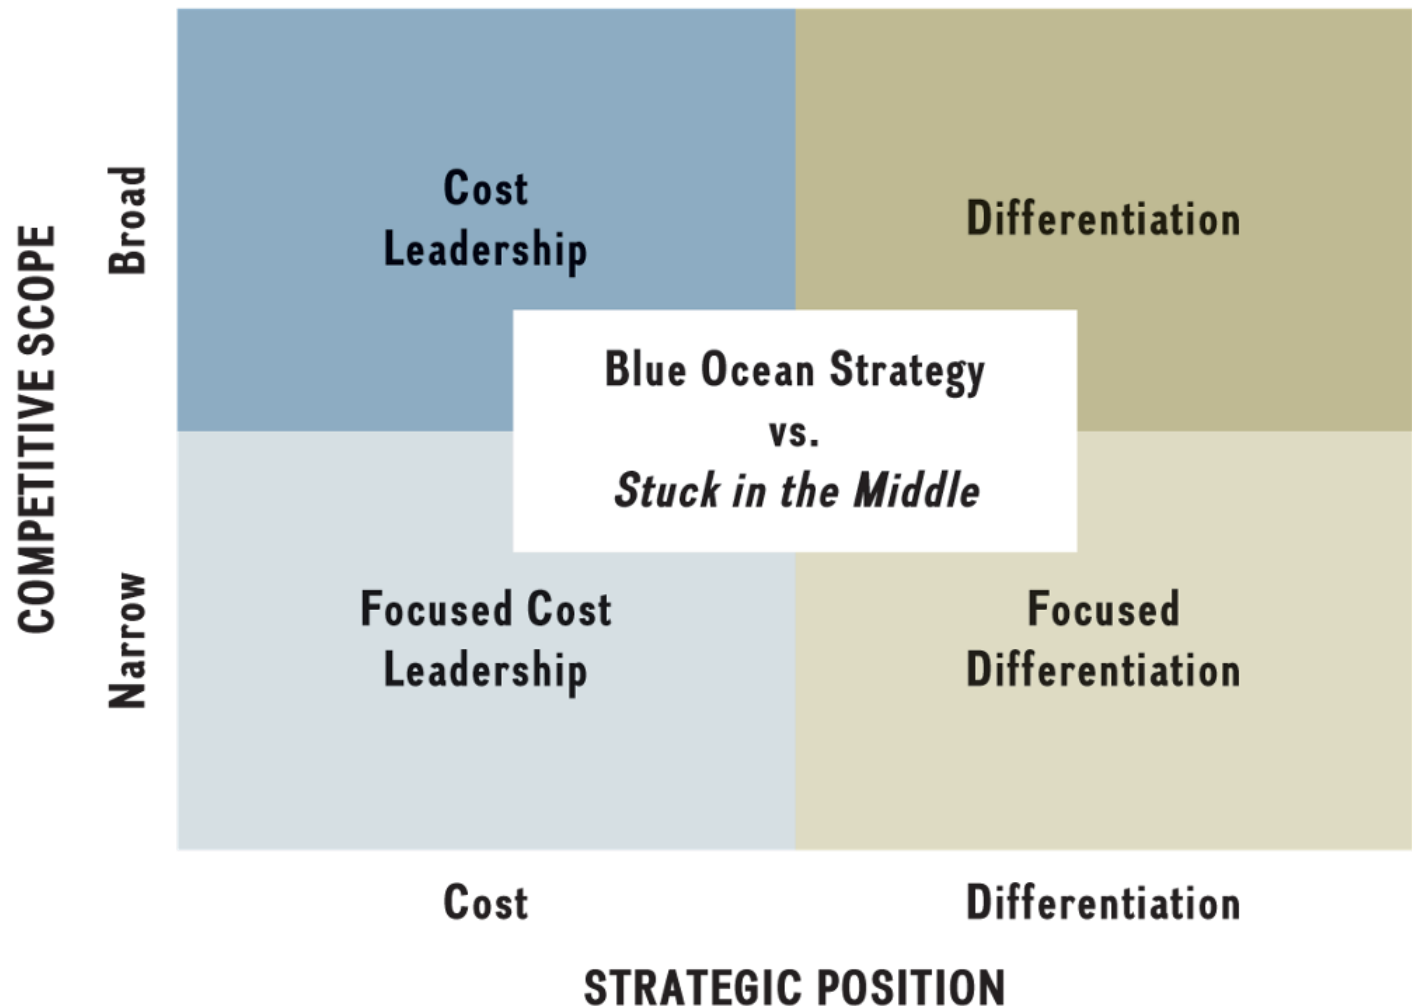 COMPETITIVE SCOPE
Broad
Cost
Leadership
Differentiation
Blue Ocean Strategy
vs.
Stuck in the Middle
Narrow
Focused Cost
Leadership
Focused
Differentiation
Cost
Differentiation
STRATEGIC POSITION